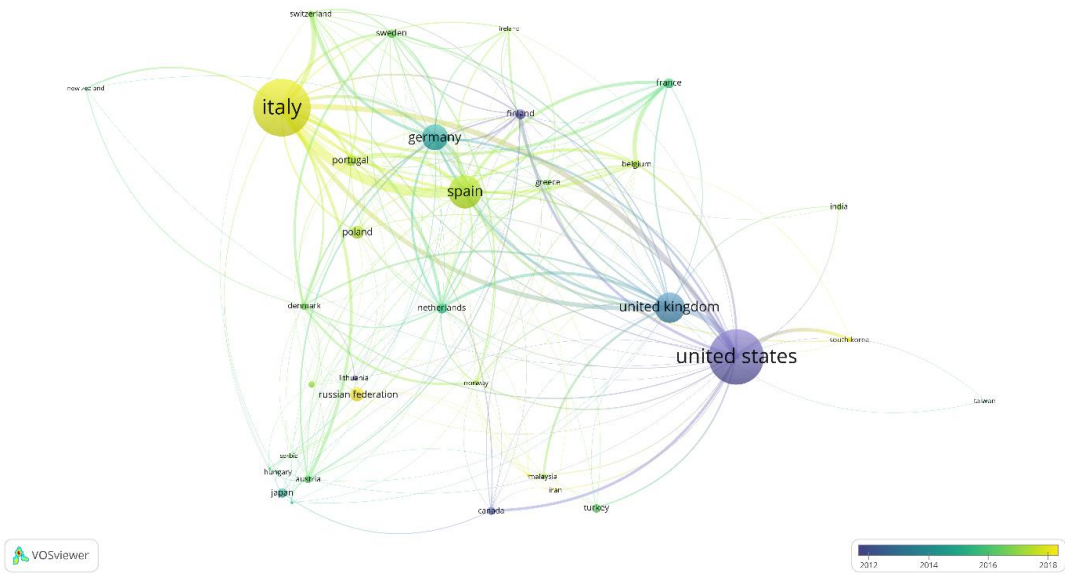 switzerland
ireland
sweden
france
new zealand
italy
finland
germany
portugal
belgium
greece
spain
india
poland
denmark
netherlands
united kingdom
south korea
united states
lithuania
norway
russian federation
taiwan
serbia
hungary
austria
malaysia
japan
iran
canada
turkey
VOSviewer
2012 2014 2016 2018